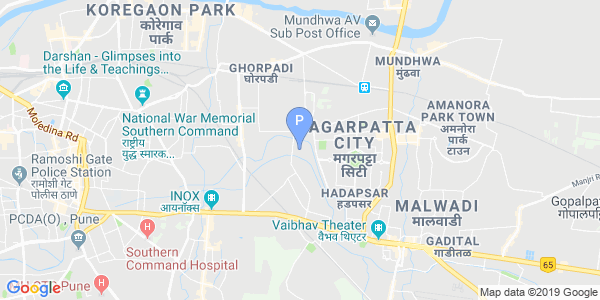 KOREGAON PARK
कोरेगाव
पार्क
Mundhwa AV
Sub Post Office
Darshan - Glimpses into
the Life & Teachings...
GHORPADI
घोरपडी
MUNDHWA
मुंढवा
Moledina Rd
National War Memorial
Southern Command
राष्ट्रीय
युद्ध स्मारक...
P
AGARPATTA
CITY
मगरपट्टा
सिटी
AMANORA
PARK TOWN
अमनोरा
पार्क
टाउन
Ramoshi Gate
Police Station
रामोशी गेट
पोलीस ठाणे
Manjri
INOX
आयनॉक्स
HADAPSAR
हडपसर
MALWADI
मालवाडी
Gopalpat
गोपालपट्टी
PCDA(O), Pune
Vaibhav Theater
वैभव थिएटर
GADITAL
गाडीतळ
Southern
Command Hospital
65
Pune
Google
Map data ©2019 Google